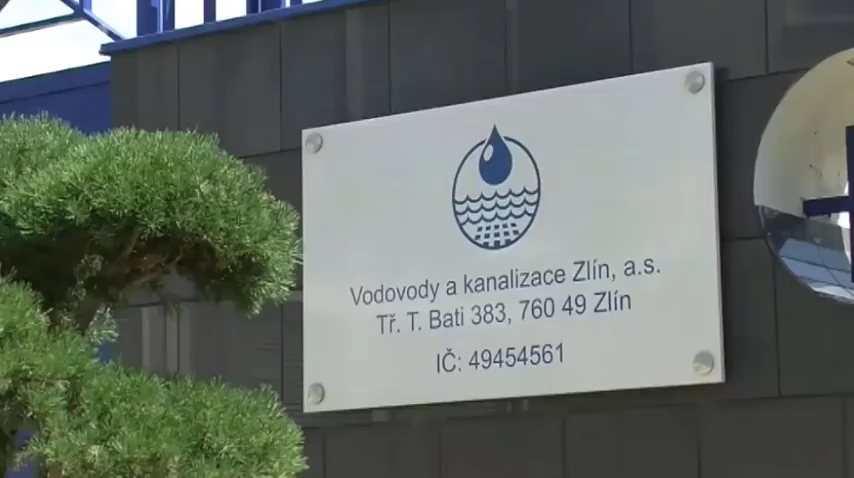 Vodovody a kanalizace Zlín, a.s.
Tř. T. Bati 383, 760 49 Zlín
IČ: 49454561